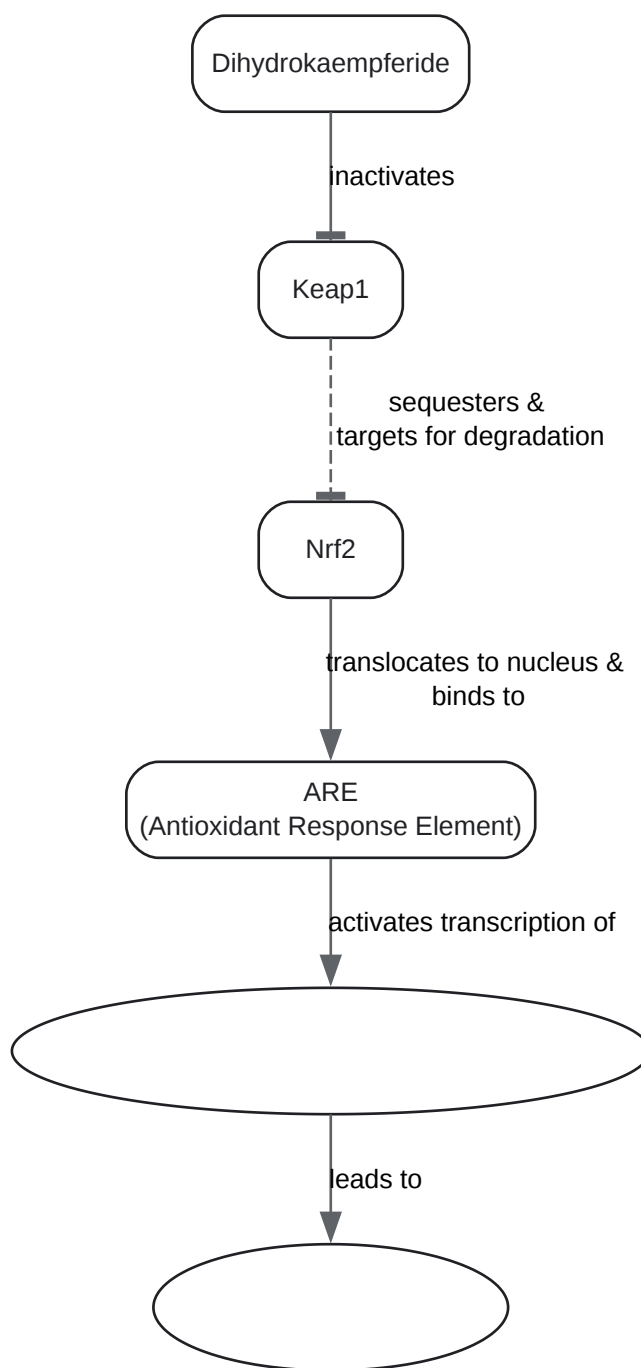 Dihydrokaempferide
inactivates
Keap1
sequesters &
targets for degradation
Nrf2
translocates to nucleus &
binds to
ARE
(Antioxidant Response Element)
activates transcription of
leads to